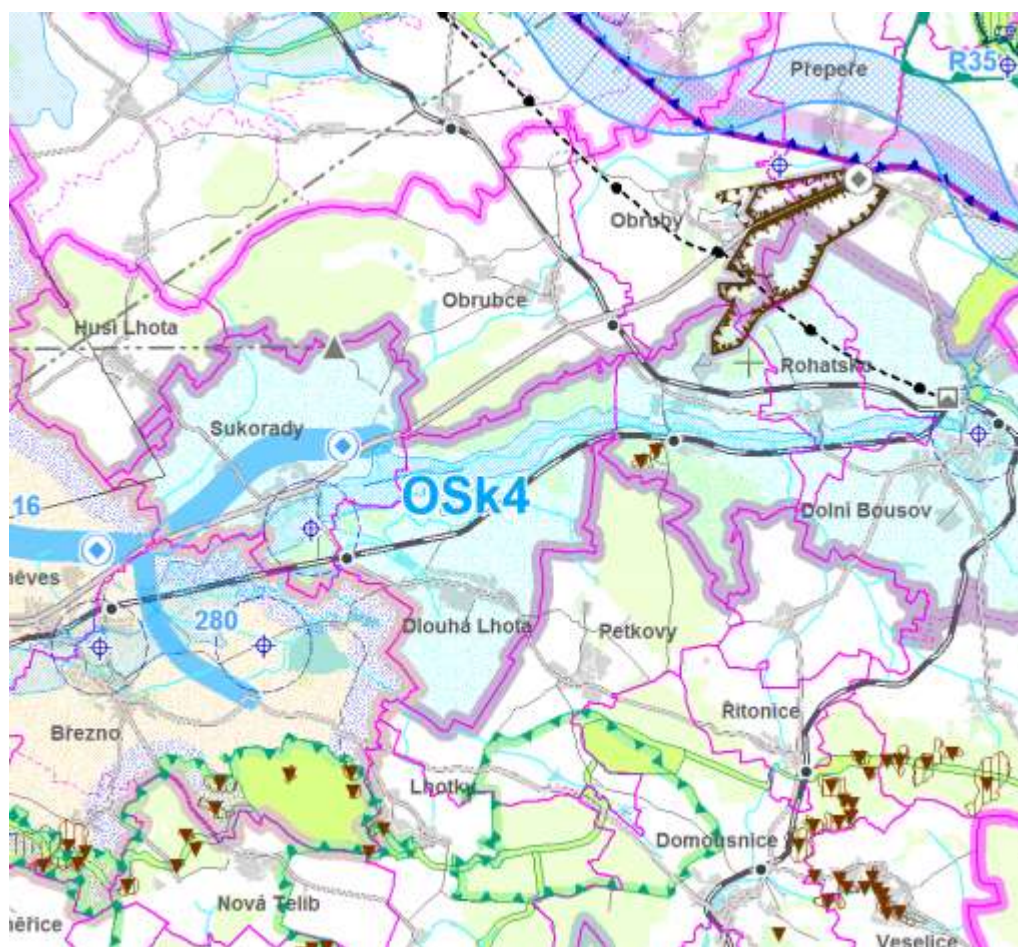 R35
Přepeře
Obruby
Obrubce
Husí Lhota
Rohatsko
Sukorady
OSk4
16
Dolní Bousov
něves
280
Dlouhá Lhota
Petkovy
Řitonice
Březno
Lhotky
Domousnice
Nová Telib
něřice
Veselice